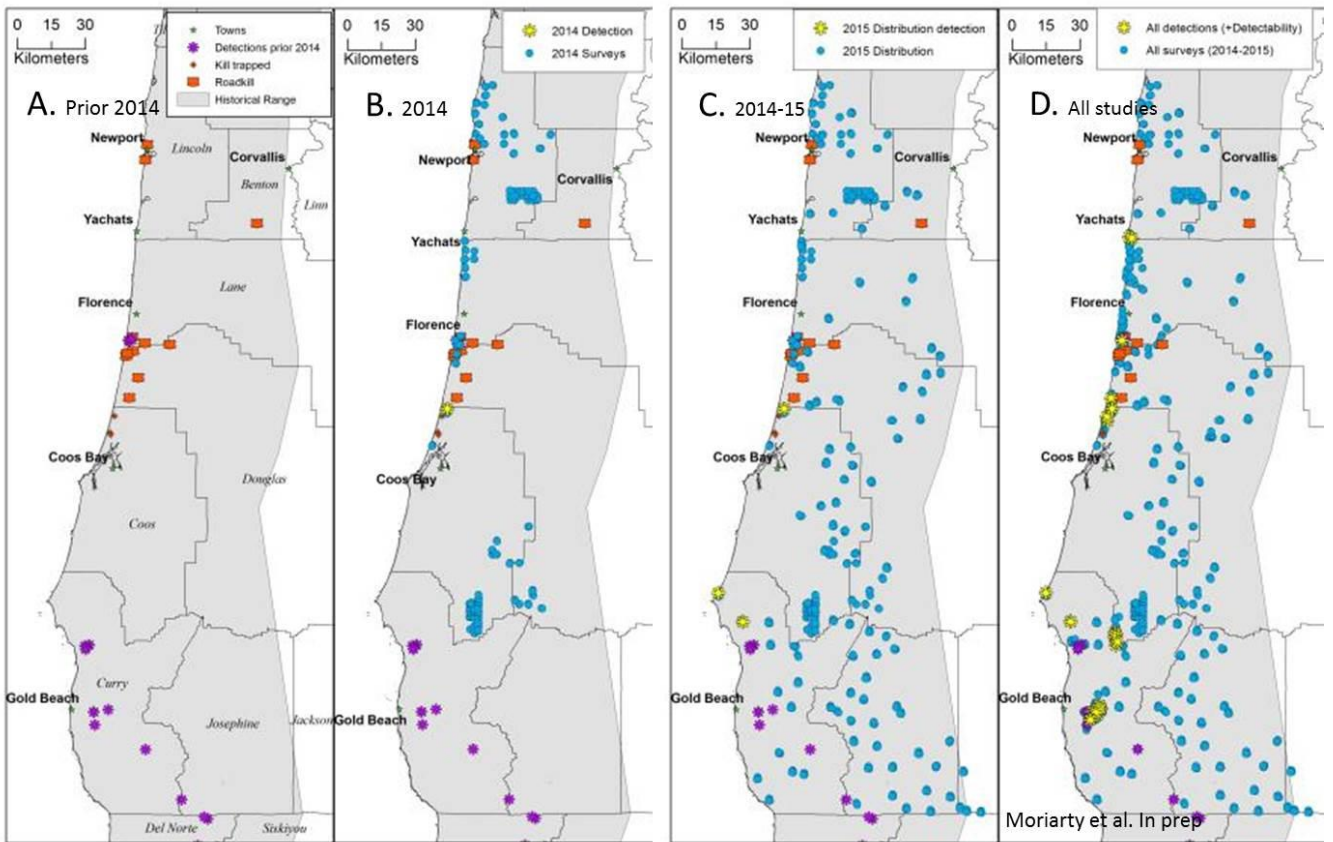 15 0 30
Kilometers
Towns
Detections prior 2014
Kill trapped
Roadkill
Historical Range
A. Prior 2014
Newport
Lincoln
Corvallis
Benton
Linn
Yachats
Lane
Florence
Coos Bay
Douglas
Coos
Curry
Gold Beach
Josephine
Jackson
Del Norte
Siskiyou
15 0 30
Kilometers
2014 Detection
2014 Surveys
B. 2014
Newport
Corvallis
Yachats
Florence
Coos Bay
Gold Beach
15 0 30
Kilometers
2015 Distribution detection
2015 Distribution
C. 2014-15
Newport
Corvallis
Yachats
Florence
Coos Bay
Gold Beach
15 0 30
Kilometers
All detections (+Detectability)
All surveys (2014-2015)
D. All studies
Newport
Corvallis
Yachats
Florence
Coos Bay
Gold Beach
Moriarty et al. In prep